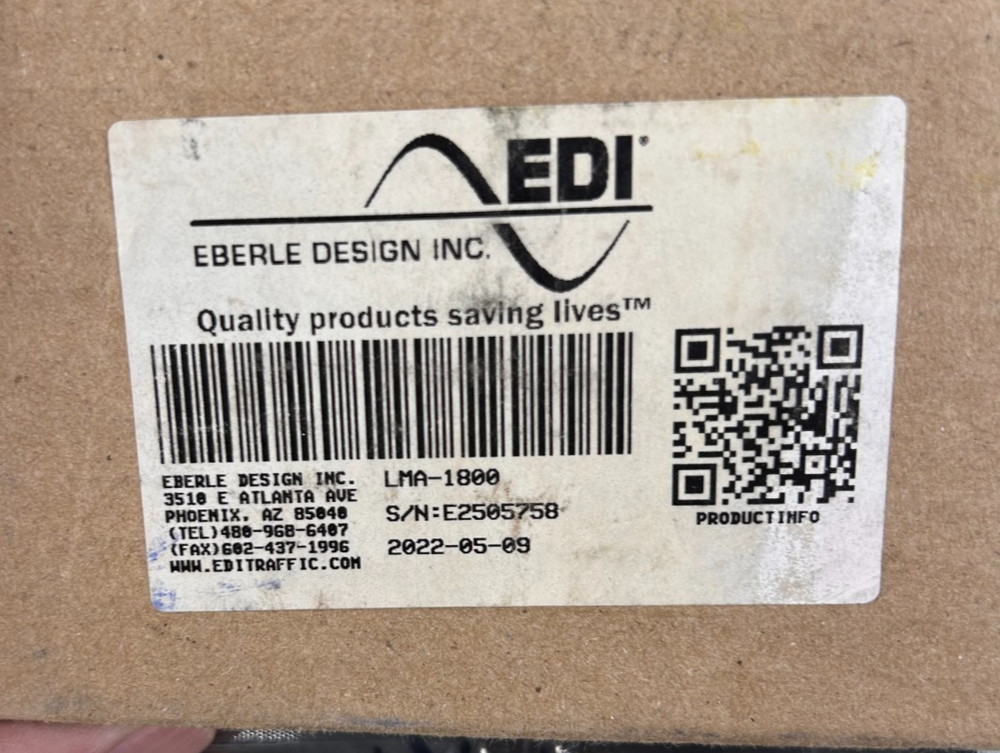 EDI®
EBERLE DESIGN INC.
Quality products saving lives™
EBERLE DESIGN INC.
3510 E ATLANTA AVE
PHOENIX, AZ 85040
(TEL)480-968-6407
(FAX)602-437-1996
WWW.EDITRAFFIC.COM
LMA-1800
S/N:E2505758
2022-05-09
PRODUCTINFO